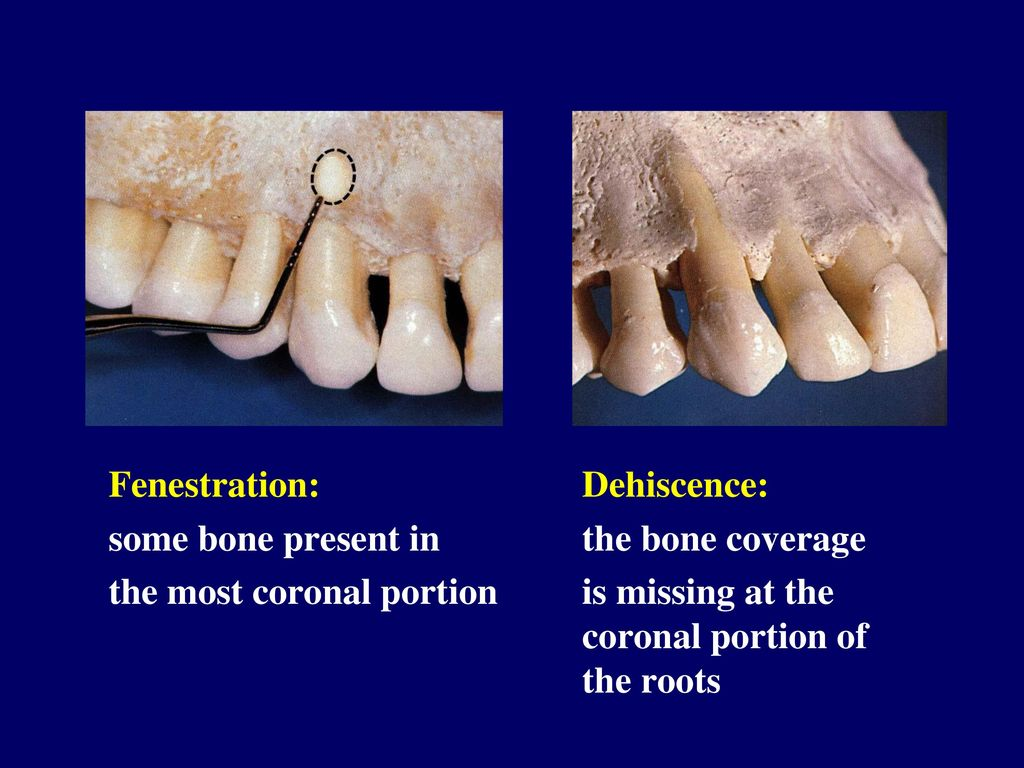 Fenestration:
some bone present in
the most coronal portion
Dehiscence:
the bone coverage
is missing at the
coronal portion of
the roots